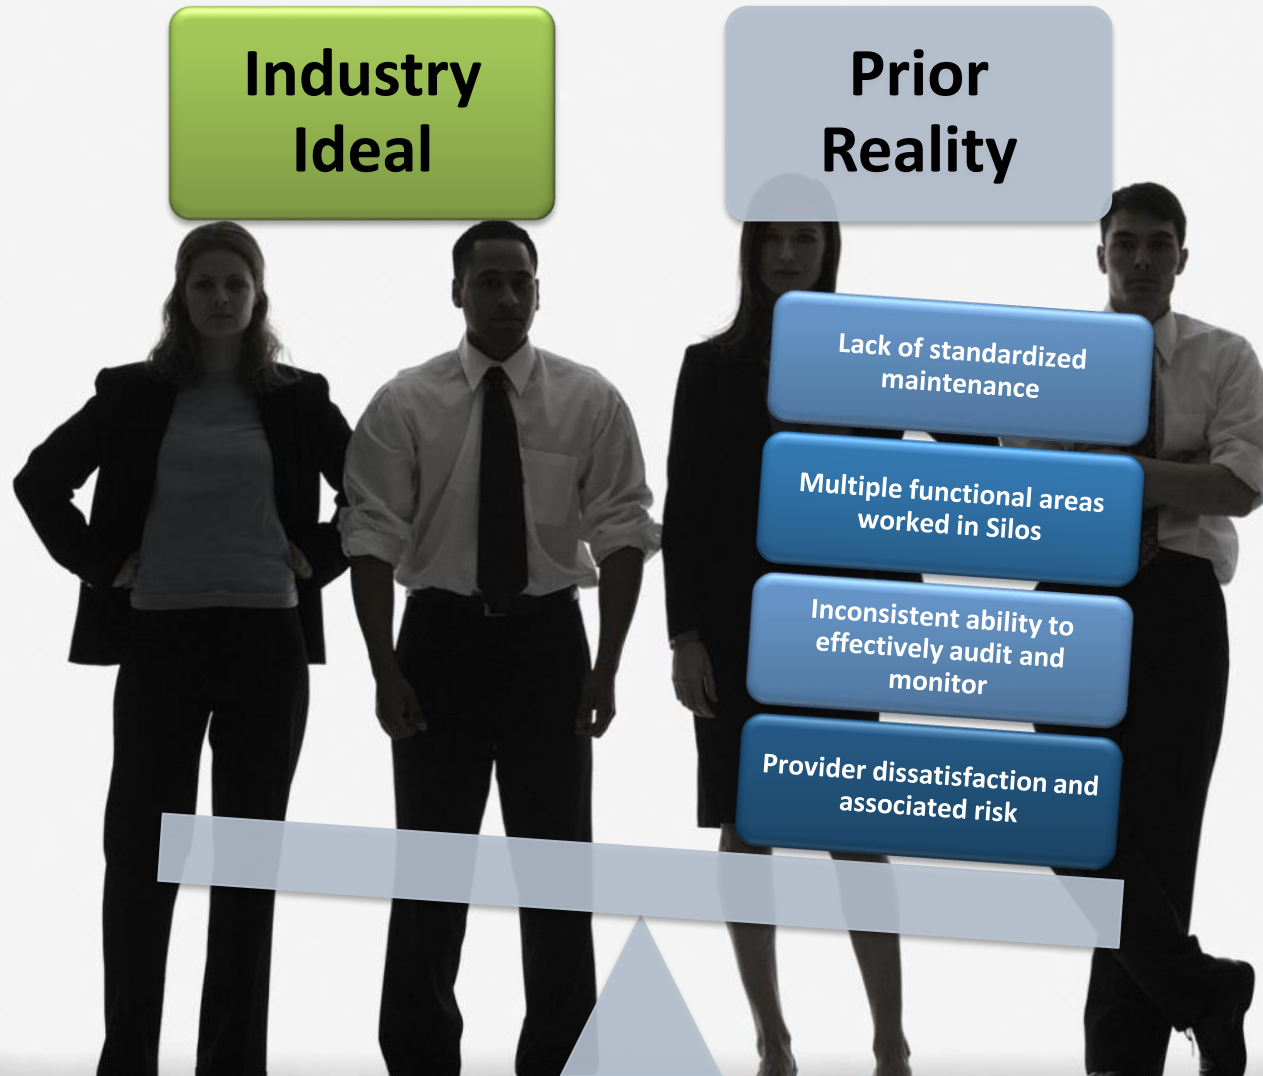 Industry
Ideal
Prior
Reality
Lack of standardized
maintenance
Multiple functional areas
worked in Silos
Inconsistent ability to
effectively audit and
monitor
Provider dissatisfaction and
associated risk